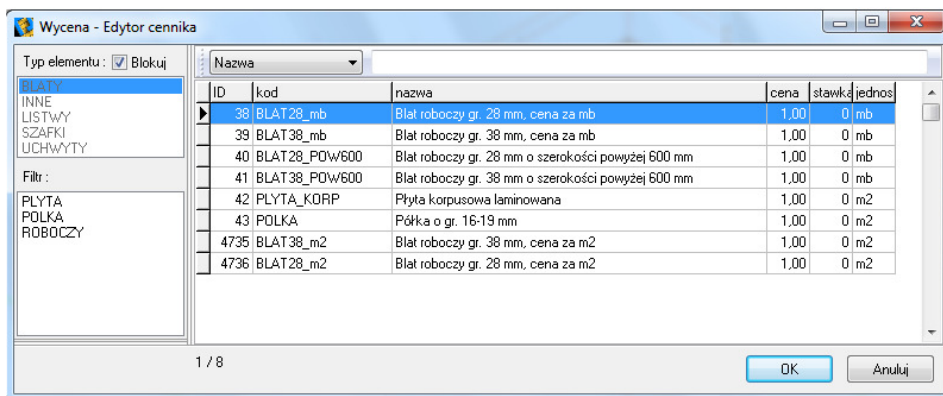 Wycena - Edytor cennika
Typ elementu : Blokuj
Nazwa
BLATY
INNE
LISTWY
SZAFKI
UCHWYTY
Filtr :
PLYTA
POLKA
ROBOCZY
ID kod nazwa cena stawka jednos
38 BLAT28_mb Blat roboczy gr. 28 mm, cena za mb 1,00 0 mb
39 BLAT38_mb Blat roboczy gr. 38 mm, cena za mb 1,00 0 mb
40 BLAT28_POW600 Blat roboczy gr. 28 mm o szerokości powyżej 600 mm 1,00 0 mb
41 BLAT38_POW600 Blat roboczy gr. 38 mm o szerokości powyżej 600 mm 1,00 0 mb
42 PLYTA_KORP Płyta korpusowa laminowana 1,00 0 m2
43 POLKA Półka o gr. 16-19 mm 1,00 0 m2
4735 BLAT38_m2 Blat roboczy gr. 38 mm, cena za m2 1,00 0 m2
4736 BLAT28_m2 Blat roboczy gr. 28 mm, cena za m2 1,00 0 m2
1 / 8
OK
Anuluj